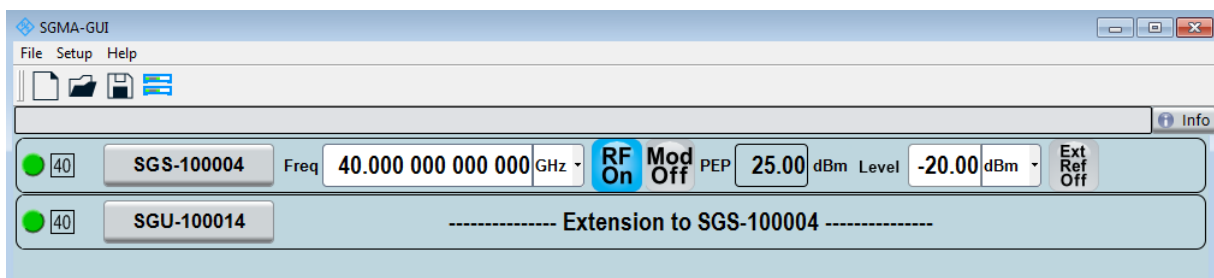 SGMA-GUI
File Setup Help
Info
40 SGS-100004 Freq 40.000 000 000 000 GHz RF On Mod Off PEP 25.00 dBm Level -20.00 dBm Ext Ref Off
40 SGU-100014 --------------- Extension to SGS-100004 ---------------